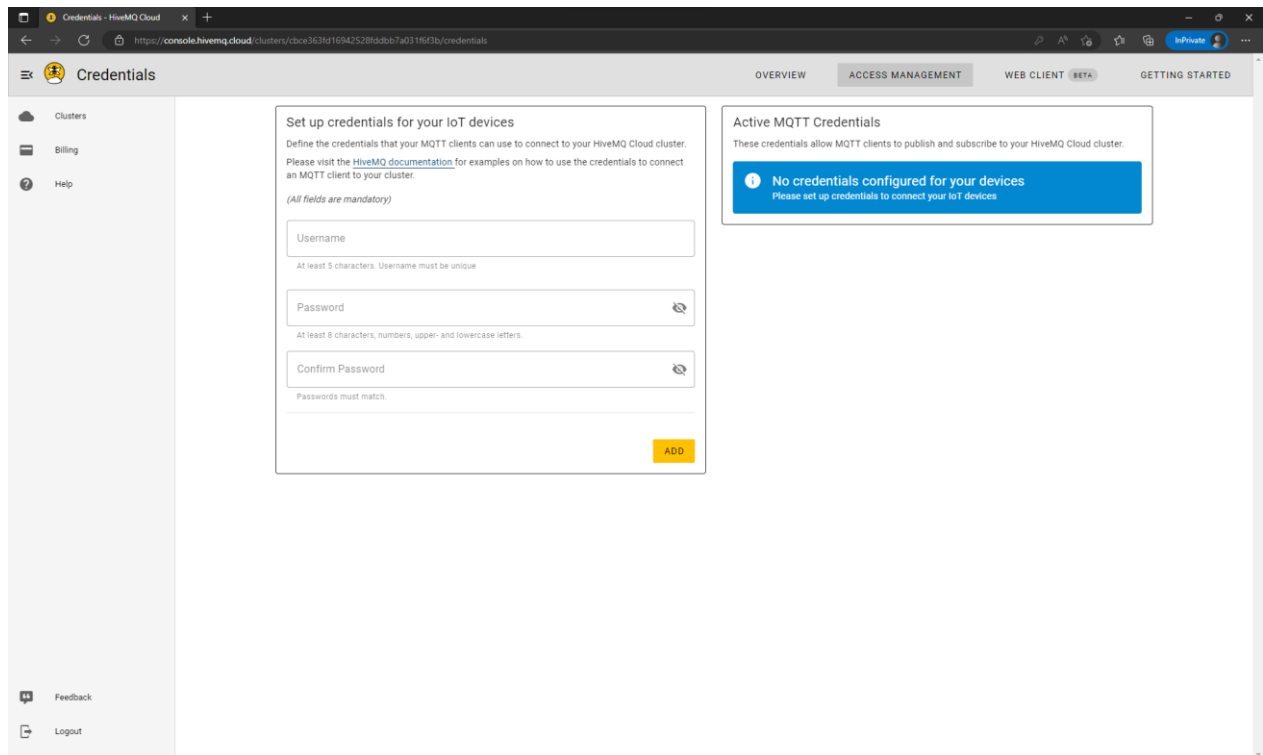 Credentials - HiveMQ Cloud
https://console.hivemq.cloud/clusters/cbce363fd16942528fddbb7a031f6f3b/credentials
InPrivate
Credentials
OVERVIEW
ACCESS MANAGEMENT
WEB CLIENT BETA
GETTING STARTED
Clusters
Billing
Help
Set up credentials for your IoT devices
Define the credentials that your MQTT clients can use to connect to your HiveMQ Cloud cluster.
Please visit the HiveMQ documentation for examples on how to use the credentials to connect
an MQTT client to your cluster.
(All fields are mandatory)
Username
At least 5 characters. Username must be unique
Password
At least 8 characters, numbers, upper- and lowercase letters.
Confirm Password
Passwords must match.
ADD
Active MQTT Credentials
These credentials allow MQTT clients to publish and subscribe to your HiveMQ Cloud cluster.
No credentials configured for your devices
Please set up credentials to connect your IoT devices
Feedback
Logout